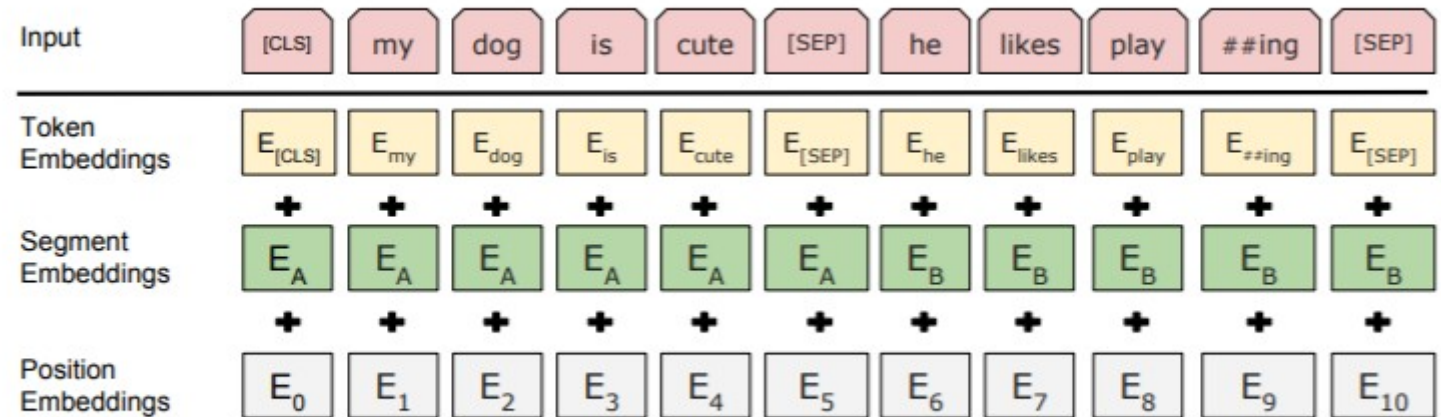 Input [CLS] my dog is cute [SEP] he likes play ##ing [SEP]
Token
Embeddings E[CLS] Emy Edog Eis Ecute E[SEP] Ehe Elikes Eplay E##ing E[SEP]
+ + + + + + + + + + +
Segment
Embeddings EA EA EA EA EA EA EB EB EB EB EB
+ + + + + + + + + + +
Position
Embeddings E0 E1 E2 E3 E4 E5 E6 E7 E8 E9 E10